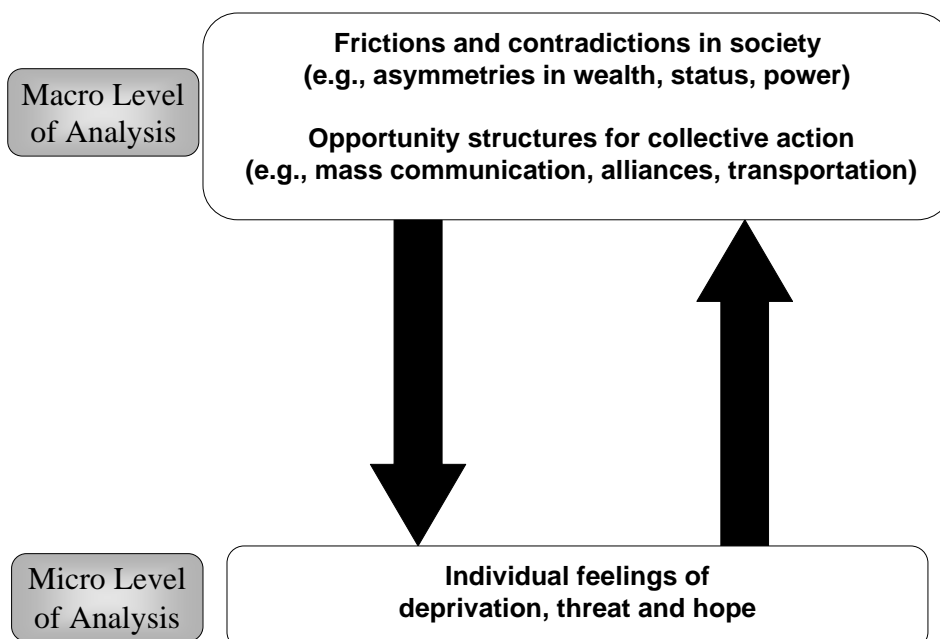 Macro Level
of Analysis
Frictions and contradictions in society
(e.g., asymmetries in wealth, status, power)
Opportunity structures for collective action
(e.g., mass communication, alliances, transportation)
Micro Level
of Analysis
Individual feelings of
deprivation, threat and hope